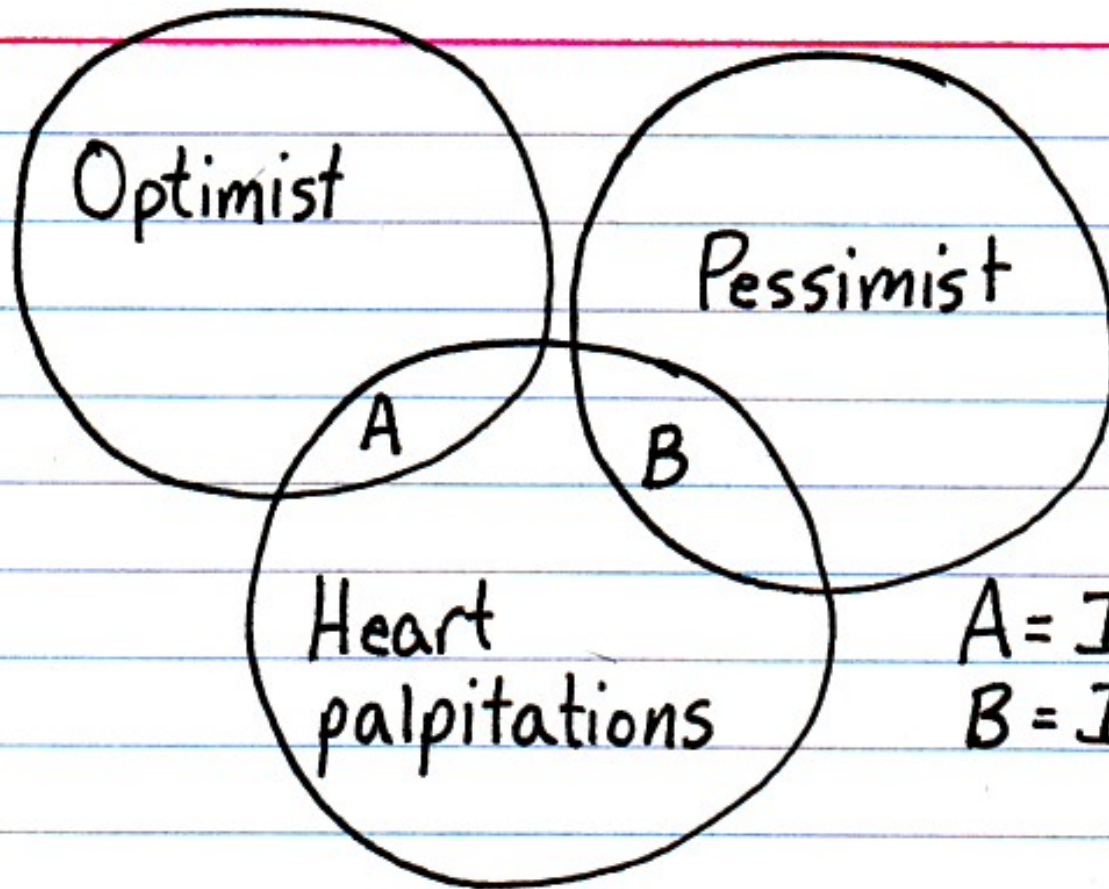 Optimist
Pessimist
A
B
Heart
palpitations
A = I
B = I